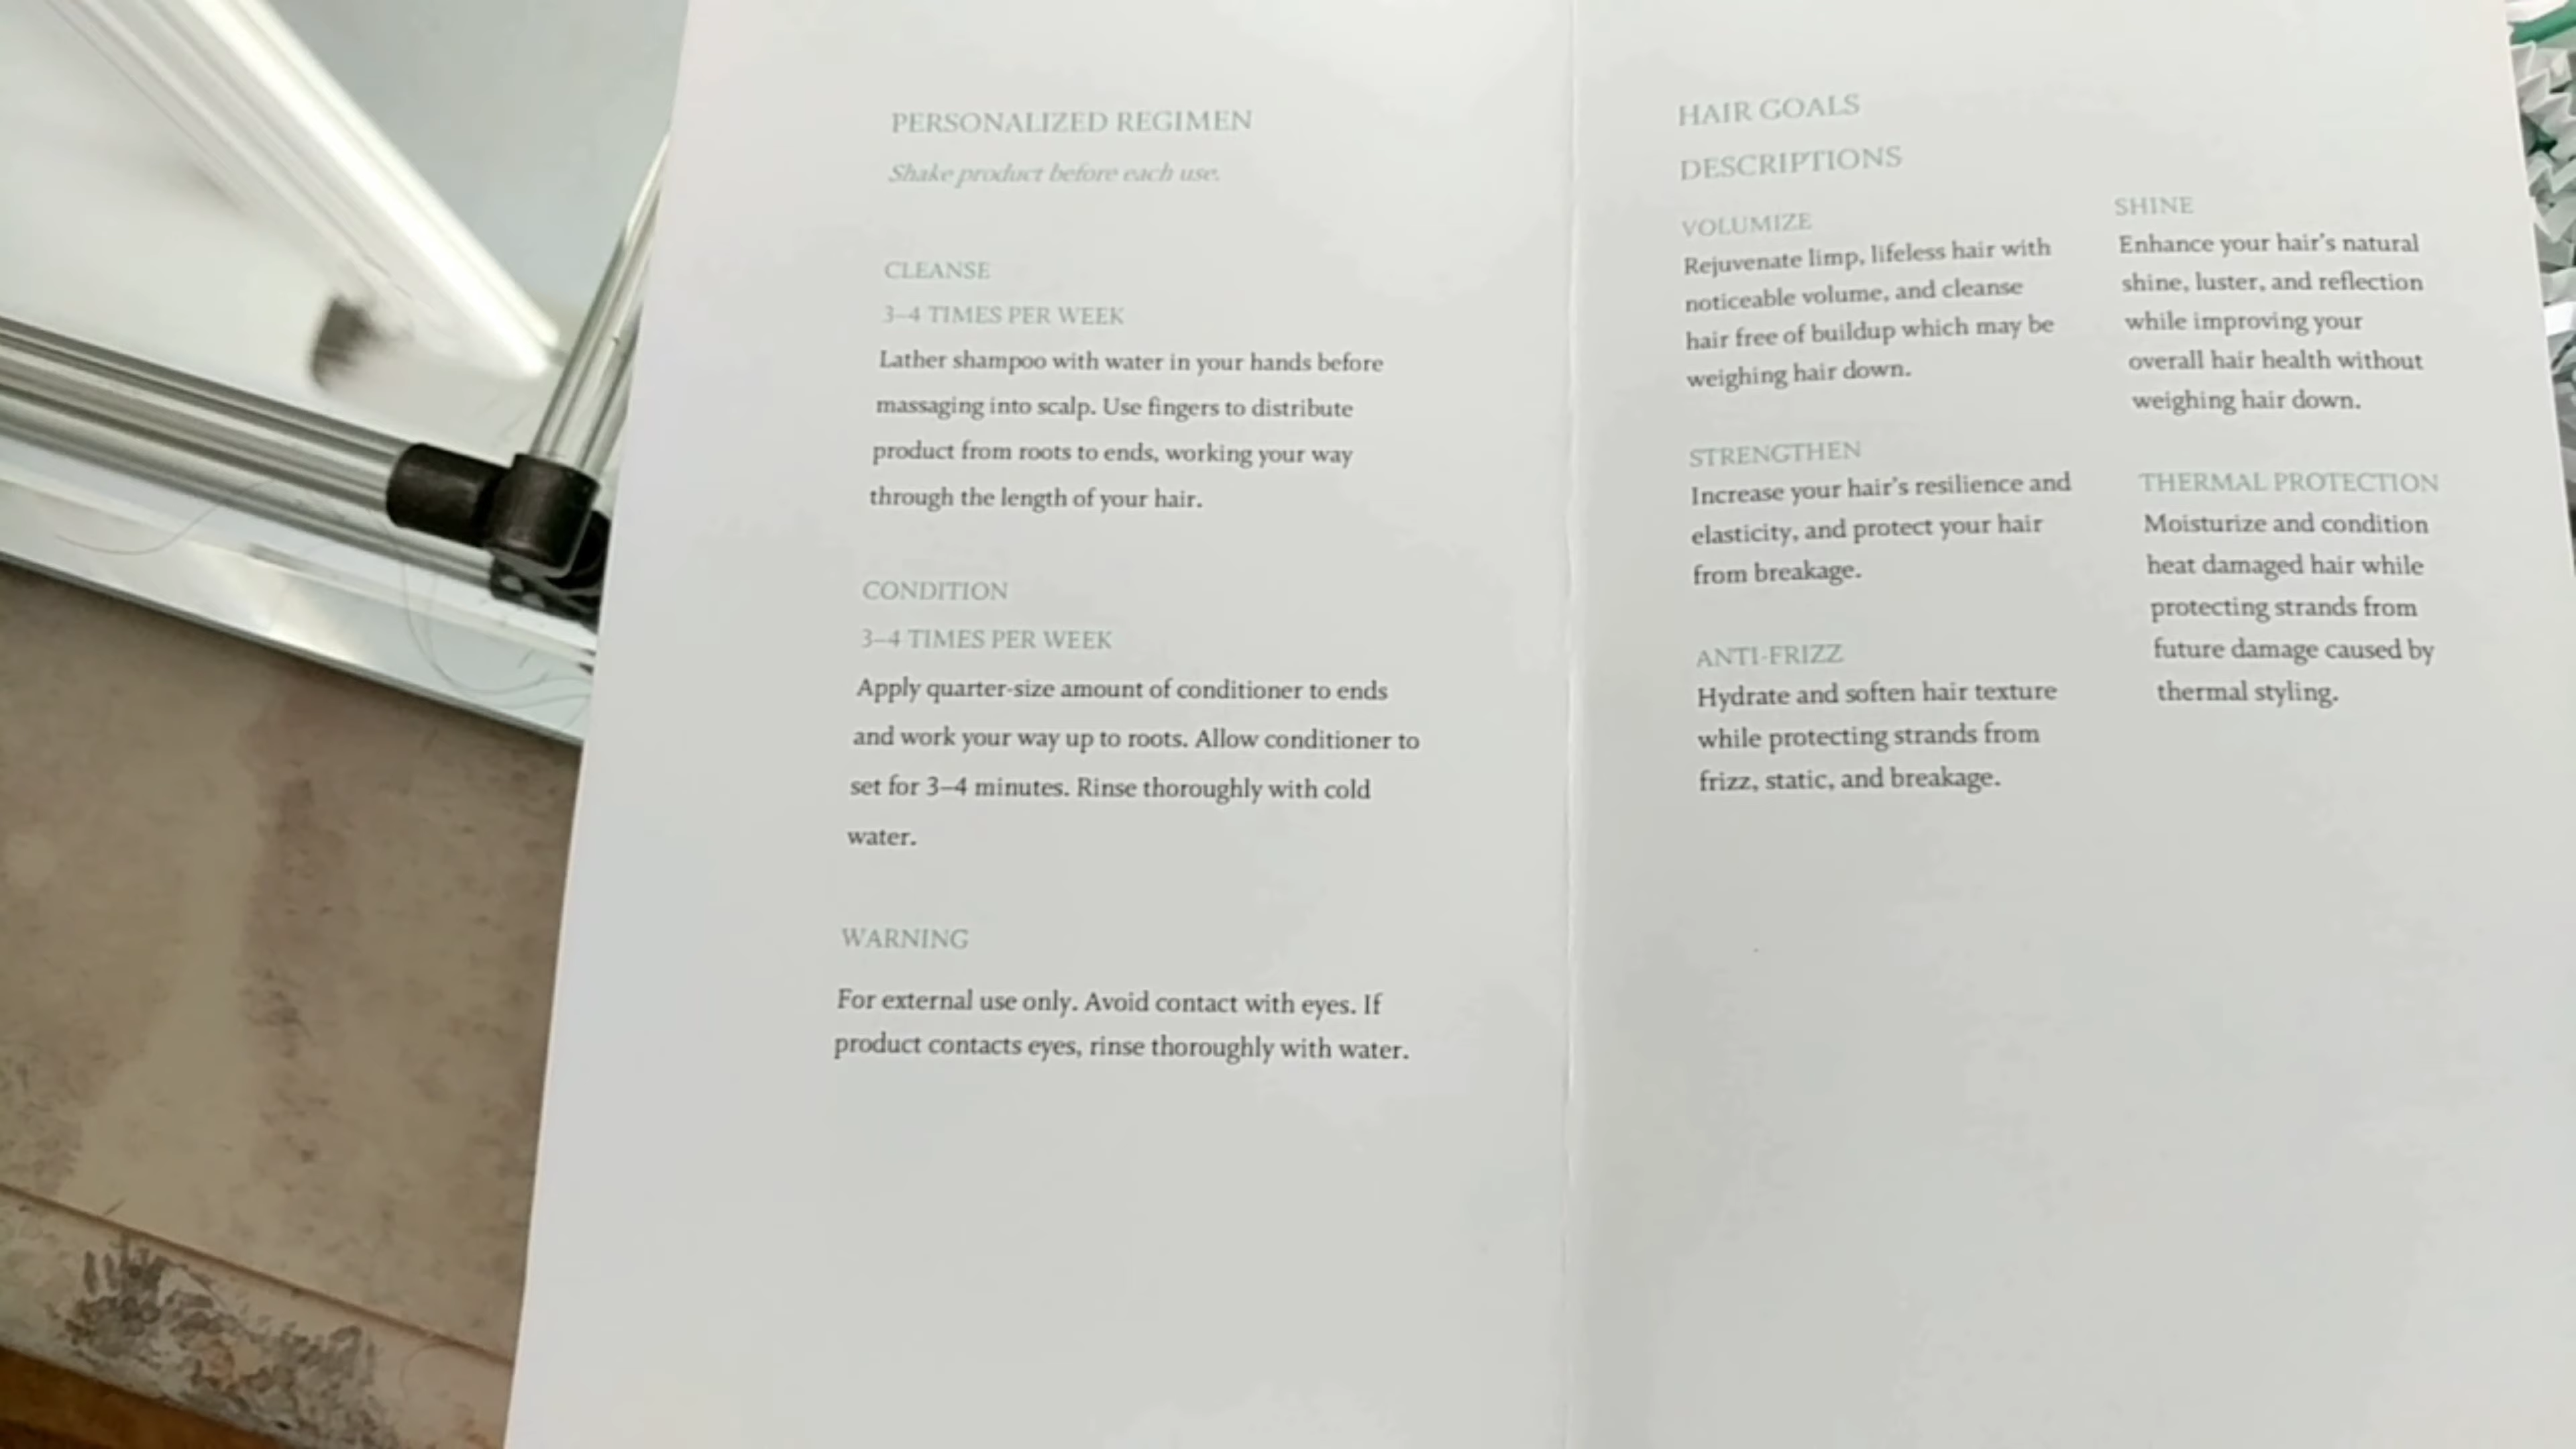 PERSONALIZED REGIMEN
Shake product before each use.
CLEANSE
3–4 TIMES PER WEEK
Lather shampoo with water in your hands before
massaging into scalp. Use fingers to distribute
product from roots to ends, working your way
through the length of your hair.
CONDITION
3–4 TIMES PER WEEK
Apply quarter-size amount of conditioner to ends
and work your way up to roots. Allow conditioner to
set for 3–4 minutes. Rinse thoroughly with cold
water.
WARNING
For external use only. Avoid contact with eyes. If
product contacts eyes, rinse thoroughly with water.
HAIR GOALS
DESCRIPTIONS
VOLUMIZE
Rejuvenate limp, lifeless hair with
noticeable volume, and cleanse
hair free of buildup which may be
weighing hair down.
STRENGTHEN
Increase your hair's resilience and
elasticity, and protect your hair
from breakage.
ANTI-FRIZZ
Hydrate and soften hair texture
while protecting strands from
frizz, static, and breakage.
SHINE
Enhance your hair's natural
shine, luster, and reflection
while improving your
overall hair health without
weighing hair down.
THERMAL PROTECTION
Moisturize and condition
heat damaged hair while
protecting strands from
future damage caused by
thermal styling.